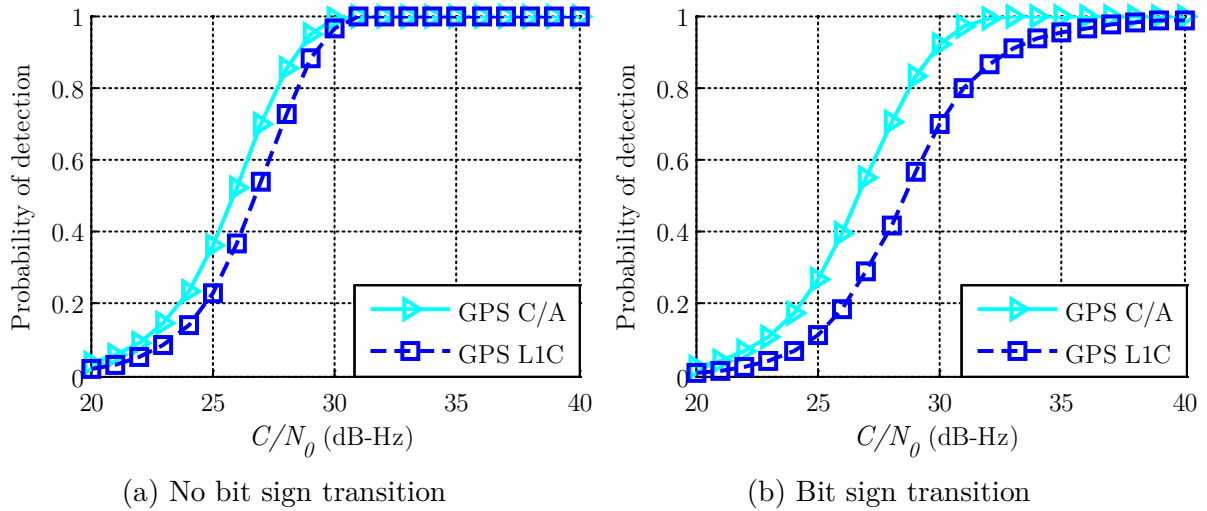 Probability of detection
1
0.8
0.6
0.4
0.2
0
20
25
30
35
40
C/N0 (dB-Hz)
GPS C/A
GPS L1C
(a) No bit sign transition
Probability of detection
1
0.8
0.6
0.4
0.2
0
20
25
30
35
40
C/N0 (dB-Hz)
GPS C/A
GPS L1C
(b) Bit sign transition